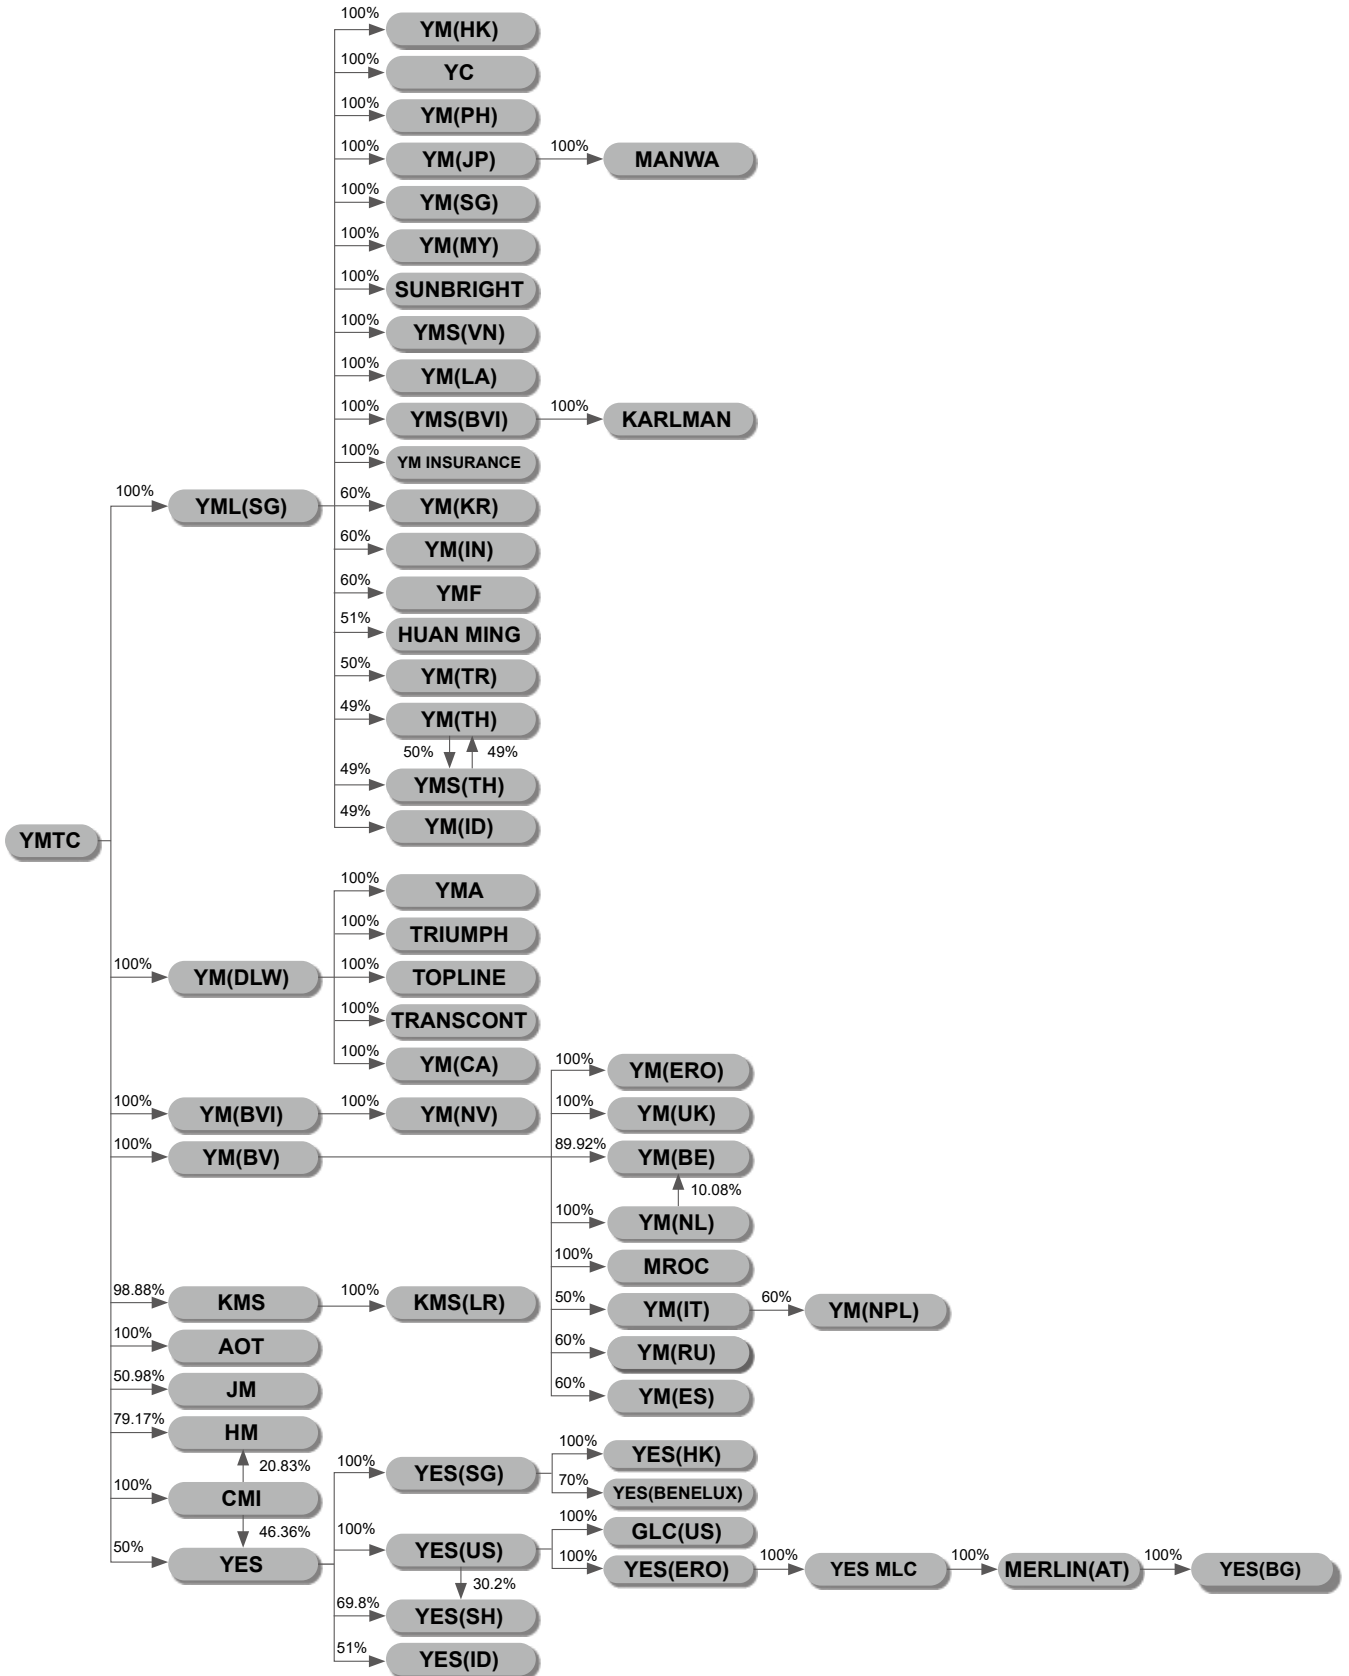 100%
YM(HK)
100%
YC
100%
YM(PH)
100%
YM(JP)
100%
MANWA
100%
YM(SG)
100%
YM(MY)
100%
SUNBRIGHT
100%
YMS(VN)
100%
YM(LA)
100%
YMS(BVI)
100%
KARLMAN
100%
YM INSURANCE
100%
YML(SG)
60%
YM(KR)
60%
YM(IN)
60%
YMF
51%
HUAN MING
50%
YM(TR)
49%
YM(TH)
50%
49%
49%
YMS(TH)
49%
YM(ID)
YMTC
100%
YMA
100%
TRIUMPH
100%
YM(DLW)
100%
TOPLINE
100%
TRANSCONT
100%
YM(CA)
100%
YM(ERO)
100%
YM(BVI)
100%
YM(NV)
100%
YM(UK)
100%
YM(BV)
89.92%
YM(BE)
10.08%
100%
YM(NL)
100%
MROC
98.88%
KMS
100%
KMS(LR)
50%
YM(IT)
60%
YM(NPL)
100%
AOT
60%
YM(RU)
50.98%
JM
60%
YM(ES)
79.17%
HM
20.83%
100%
CMI
46.36%
50%
YES
100%
YES(SG)
100%
YES(HK)
70%
YES(BENELUX)
100%
YES(US)
100%
GLC(US)
100%
YES(ERO)
100%
YES MLC
100%
MERLIN(AT)
100%
YES(BG)
30.2%
69.8%
YES(SH)
51%
YES(ID)